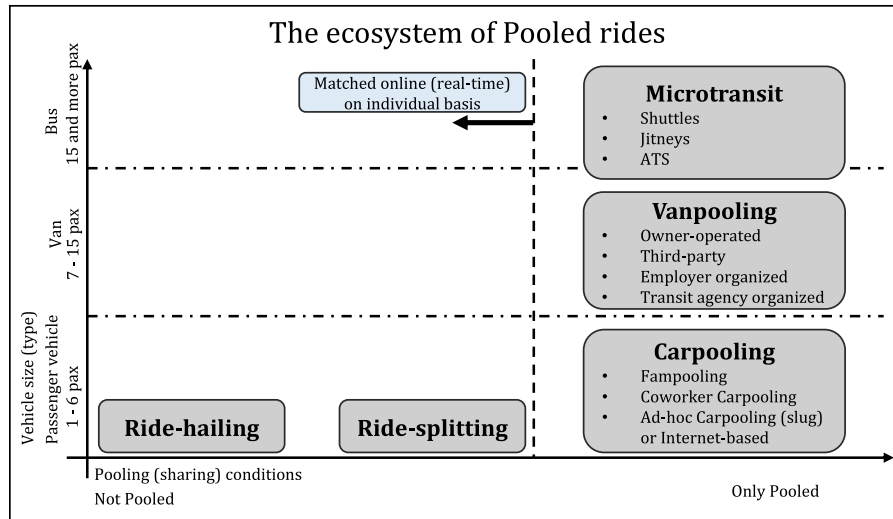 The ecosystem of Pooled rides
Matched online (real-time)
on individual basis
Microtransit
• Shuttles
• Jitneys
• ATS
Vanpooling
• Owner-operated
• Third-party
• Employer organized
• Transit agency organized
Carpooling
• Fampooling
• Coworker Carpooling
• Ad-hoc Carpooling (slug)
or Internet-based
Ride-hailing
Ride-splitting
Bus
15 and more pax
Van
7 - 15 pax
Vehicle size (type)
Passenger vehicle
1 - 6 pax
Pooling (sharing) conditions
Not Pooled
Only Pooled